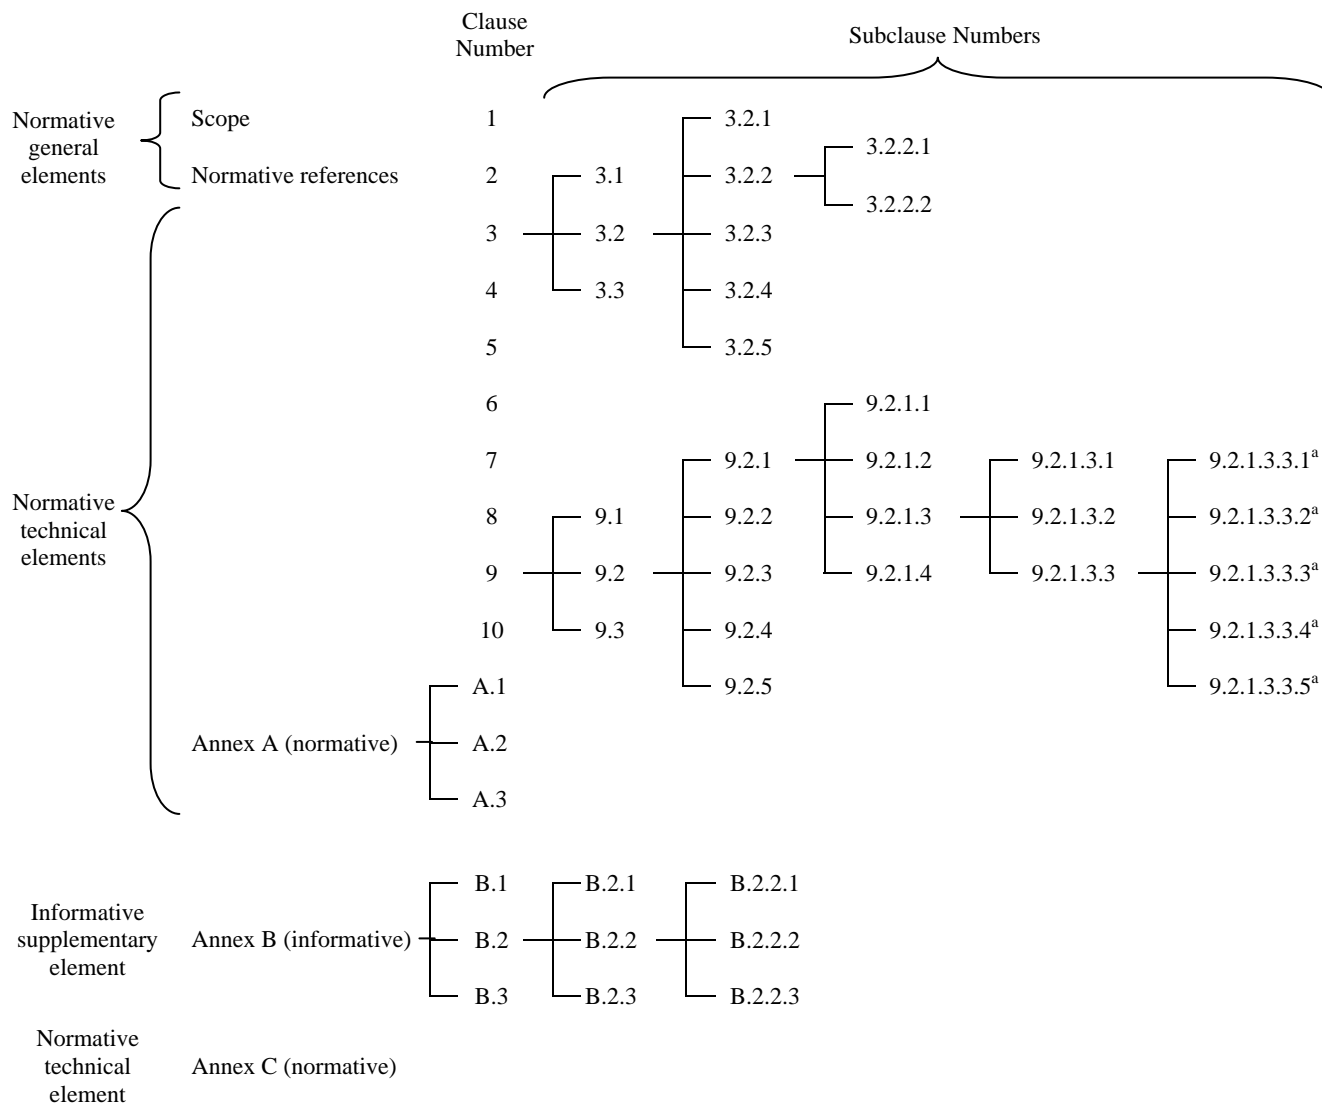 Clause
Number
Subclause Numbers
Normative
general
elements
Scope
1
3.2.1
3.2.2.1
Normative references
2
3.1
3.2.2
3.2.2.2
3
3.2
3.2.3
4
3.3
3.2.4
5
3.2.5
6
9.2.1.1
7
9.2.1
9.2.1.2
9.2.1.3.1
9.2.1.3.3.1ᵃ
Normative
technical
elements
8
9.1
9.2.2
9.2.1.3
9.2.1.3.2
9.2.1.3.3.2ᵃ
9
9.2
9.2.3
9.2.1.4
9.2.1.3.3
9.2.1.3.3.3ᵃ
10
9.3
9.2.4
9.2.1.3.3.4ᵃ
A.1
9.2.5
9.2.1.3.3.5ᵃ
Annex A (normative)
A.2
A.3
B.1
B.2.1
B.2.2.1
Informative
supplementary
element
Annex B (informative)
B.2
B.2.2
B.2.2.2
B.3
B.2.3
B.2.2.3
Normative
technical
element
Annex C (normative)